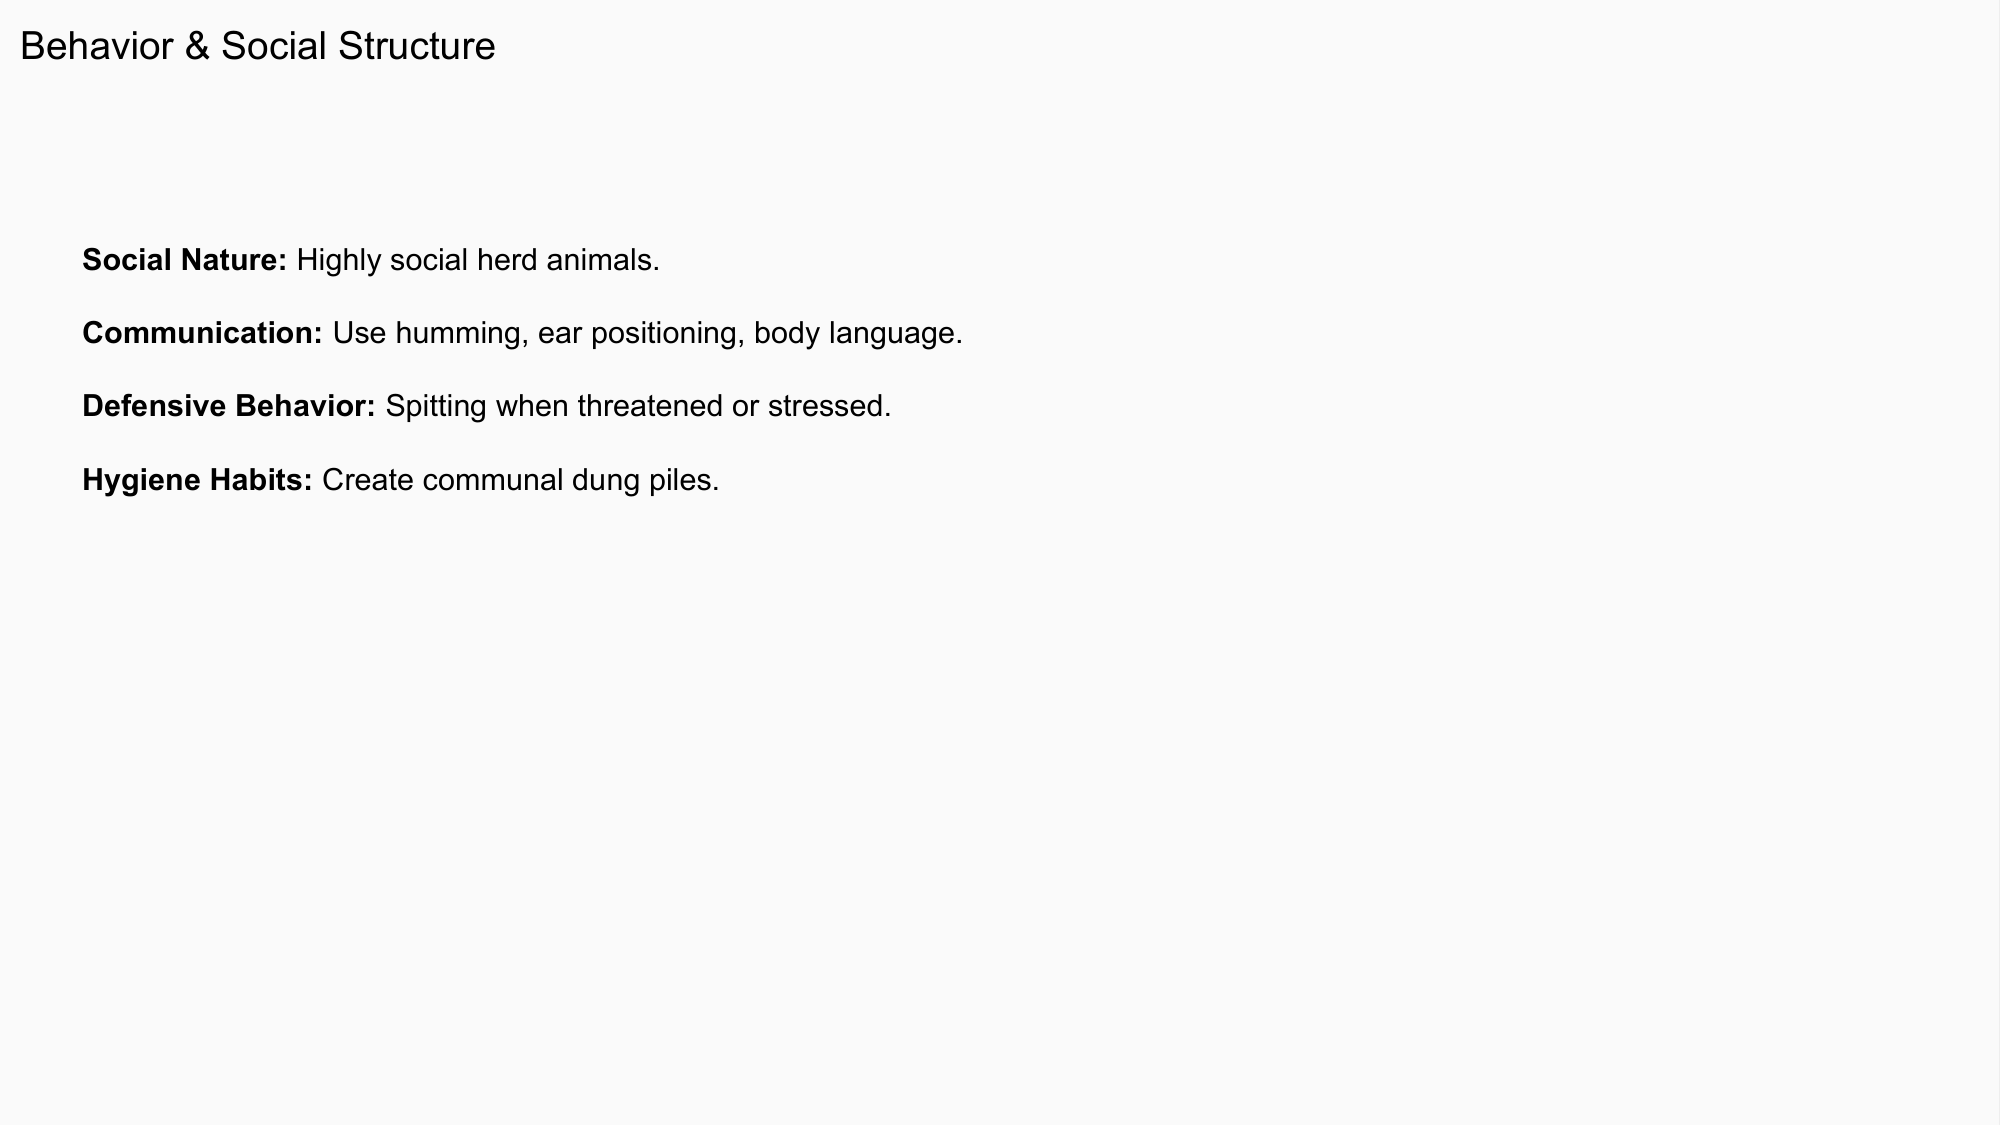 Behavior & Social Structure
Social Nature: Highly social herd animals.
Communication: Use humming, ear positioning, body language.
Defensive Behavior: Spitting when threatened or stressed.
Hygiene Habits: Create communal dung piles.